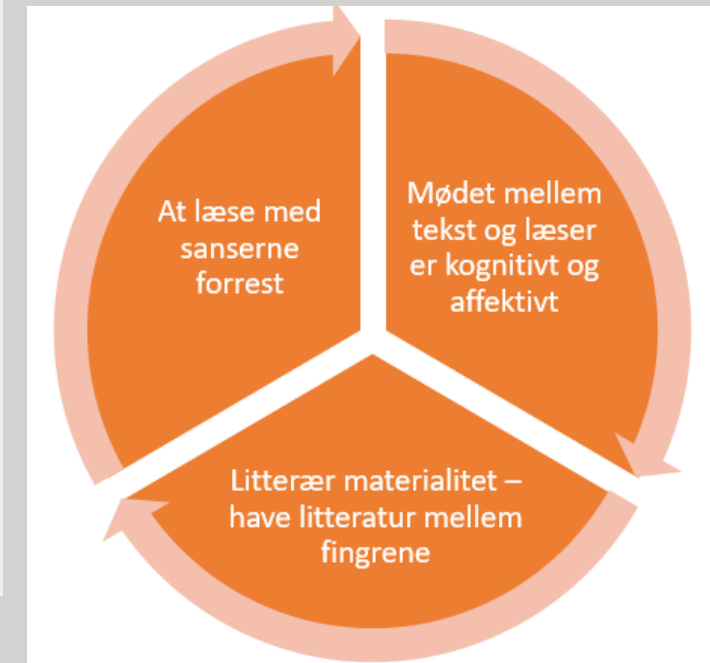 At læse med
sanserne
forrest
Mødet mellem
tekst og læser
er kognitivt og
affektivt
Litterær materialitet –
have litteratur mellem
fingrene